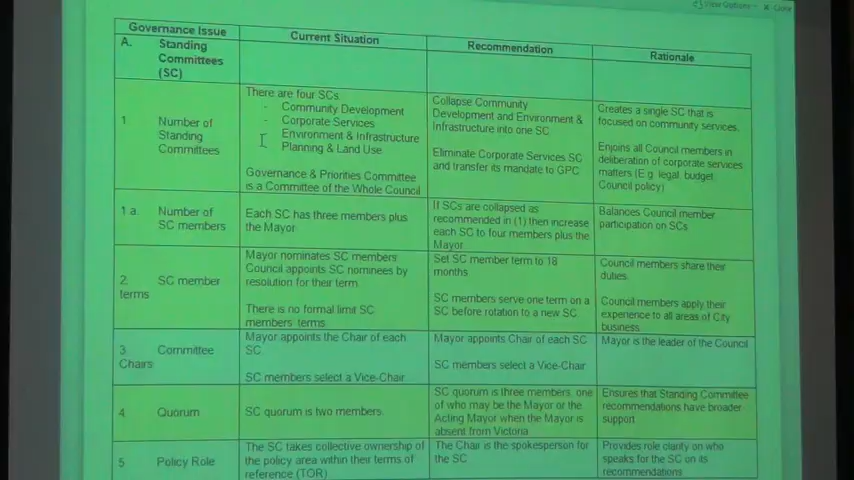 View Options Close
Governance Issue
Current Situation
Recommendation
Rationale
A. Standing
Committees
(SC)
1 Number of
Standing
Committees
There are four SCs.
- Community Development
- Corporate Services
- Environment & Infrastructure
- Planning & Land Use
Governance & Priorities Committee
is a Committee of the Whole Council
Collapse Community
Development and Environment &
Infrastructure into one SC
Eliminate Corporate Services SC
and transfer its mandate to GPC
Creates a single SC that is
focused on community services.
Enjoins all Council members in
deliberation of corporate services
matters (E.g. legal, budget
Council policy)
1 a. Number of
SC members
Each SC has three members plus
the Mayor
If SCs are collapsed as
recommended in (1) then increase
each SC to four members plus the
Mayor
Balances Council member
participation on SCs
2. SC member
terms
Mayor nominates SC members
Council appoints SC nominees by
resolution for their term
There is no formal limit SC
members terms
Set SC member term to 18
months
SC members serve one term on a
SC before rotation to a new SC
Council members share their
duties.
Council members apply their
experience to all areas of City
business
3 Committee
Chairs
Mayor appoints the Chair of each
SC
SC members select a Vice-Chair
Mayor appoints Chair of each SC
SC members select a Vice-Chair
Mayor is the leader of the Council
4. Quorum
SC quorum is two members
SC quorum is three members, one
of who may be the Mayor or the
Acting Mayor when the Mayor is
absent from Victoria
Ensures that Standing Committee
recommendations have broader
support
5 Policy Role
The SC takes collective ownership of
the policy area within their terms of
reference (TOR)
The Chair is the spokesperson for
the SC
Provides role clarity on who
speaks for the SC on its
recommendations